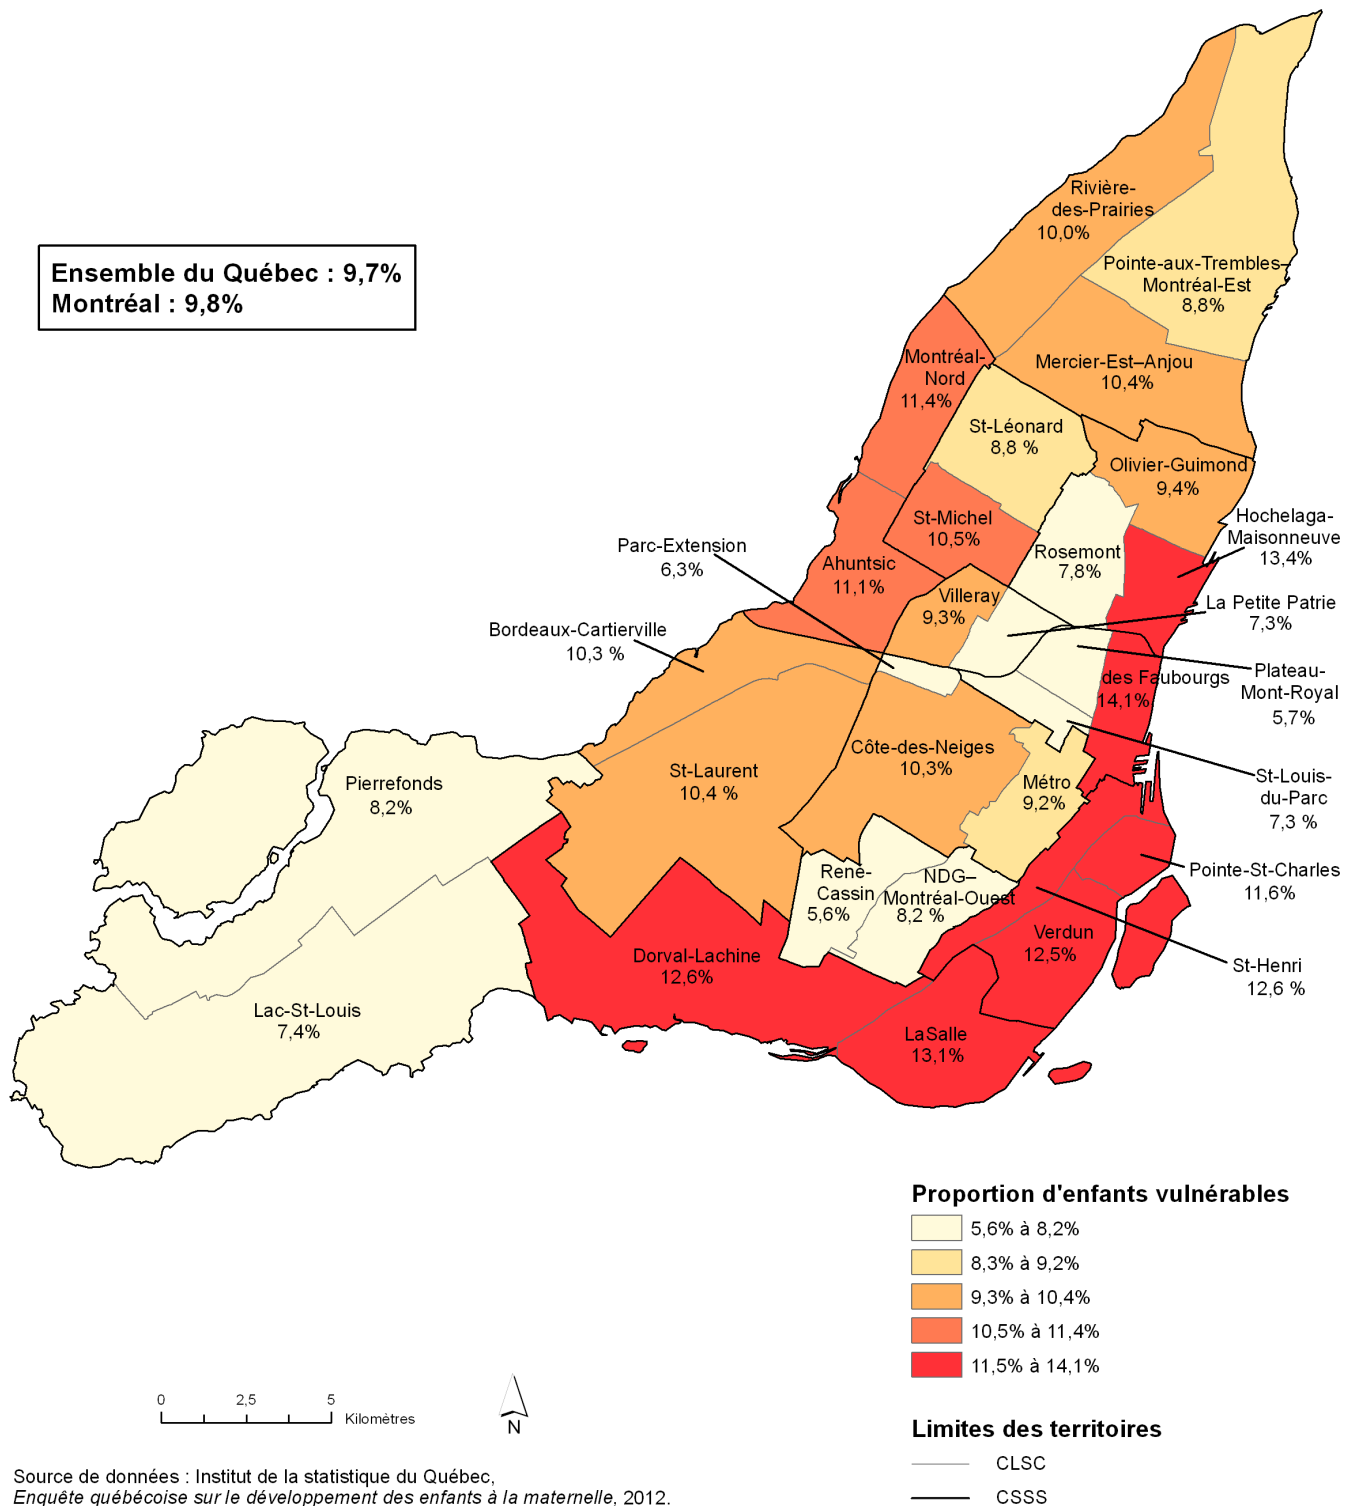 Ensemble du Québec : 9,7%
Montréal : 9,8%
Rivière-
des-Prairies
10,0%
Pointe-aux-Trembles–
Montréal-Est
8,8%
Montréal-
Nord
11,4%
Mercier-Est–Anjou
10,4%
St-Léonard
8,8 %
Olivier-Guimond
9,4%
St-Michel
10,5%
Hochelaga-
Maisonneuve
13,4%
Parc-Extension
6,3%
Rosemont
7,8%
Ahuntsic
11,1%
Villeray
9,3%
La Petite Patrie
7,3%
Bordeaux-Cartierville
10,3 %
des Faubourgs
14,1%
Plateau-
Mont-Royal
5,7%
Côte-des-Neiges
10,3%
St-Laurent
10,4 %
Métro
9,2%
St-Louis-
du-Parc
7,3 %
Pierrefonds
8,2%
René-
Cassin
5,6%
NDG–
Montréal-Ouest
8,2 %
Pointe-St-Charles
11,6%
Verdun
12,5%
Dorval-Lachine
12,6%
St-Henri
12,6 %
Lac-St-Louis
7,4%
LaSalle
13,1%
Proportion d'enfants vulnérables
5,6% à 8,2%
8,3% à 9,2%
9,3% à 10,4%
10,5% à 11,4%
11,5% à 14,1%
0 2,5 5
Kilomètres
N
Limites des territoires
CLSC
CSSS
Source de données : Institut de la statistique du Québec,
Enquête québécoise sur le développement des enfants à la maternelle, 2012.